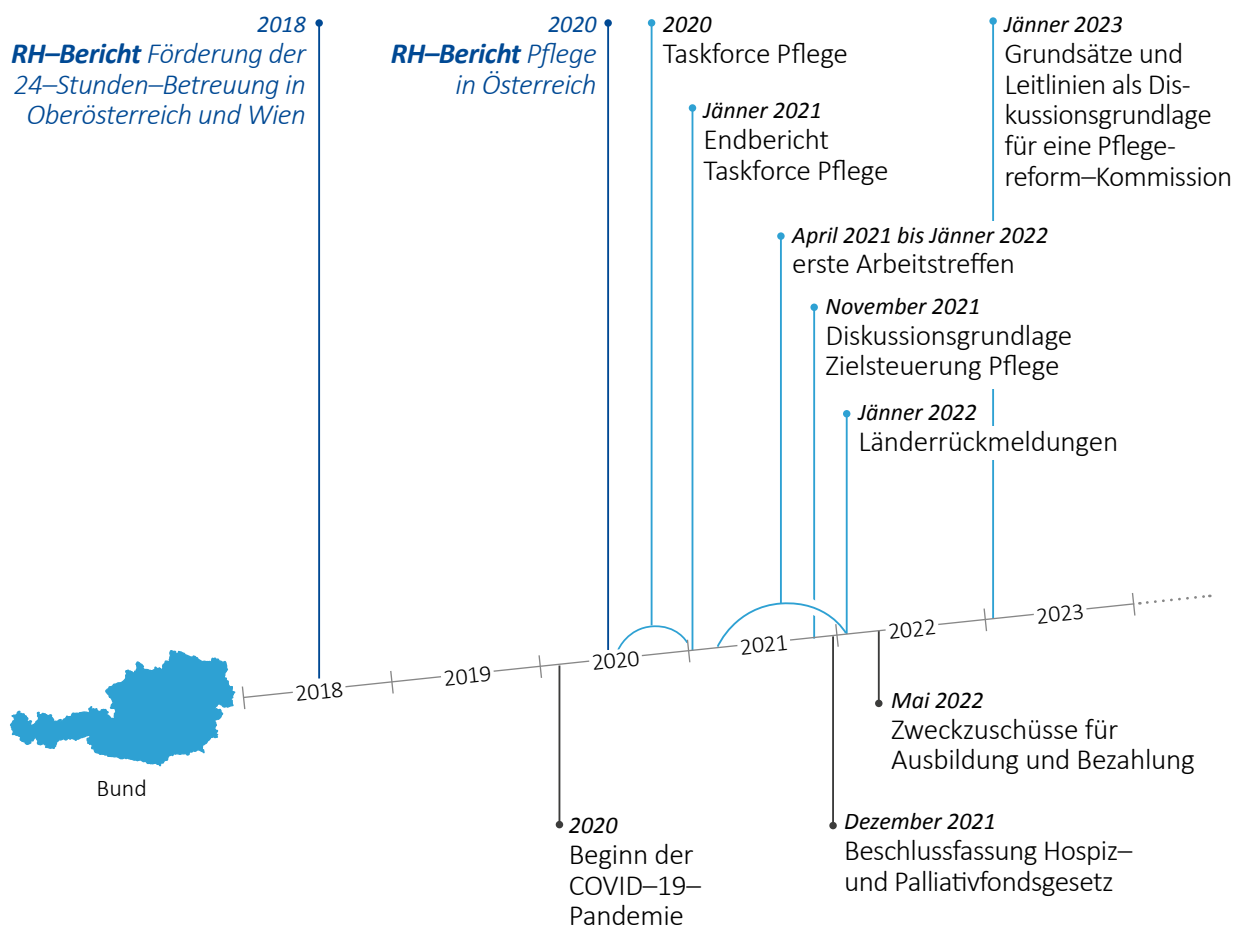 2018
RH–Bericht Förderung der
24–Stunden–Betreuung in
Oberösterreich und Wien
2020
RH–Bericht Pflege
in Österreich
2020
Taskforce Pflege
Jänner 2021
Endbericht
Taskforce Pflege
Jänner 2023
Grundsätze und
Leitlinien als Dis-
kussionsgrundlage
für eine Pflege-
reform–Kommission
April 2021 bis Jänner 2022
erste Arbeitstreffen
November 2021
Diskussionsgrundlage
Zielsteuerung Pflege
Jänner 2022
Länderrückmeldungen
2018
2019
2020
2021
2022
2023
Bund
Mai 2022
Zweckzuschüsse für
Ausbildung und Bezahlung
2020
Beginn der
COVID–19–
Pandemie
Dezember 2021
Beschlussfassung Hospiz–
und Palliativfondsgesetz